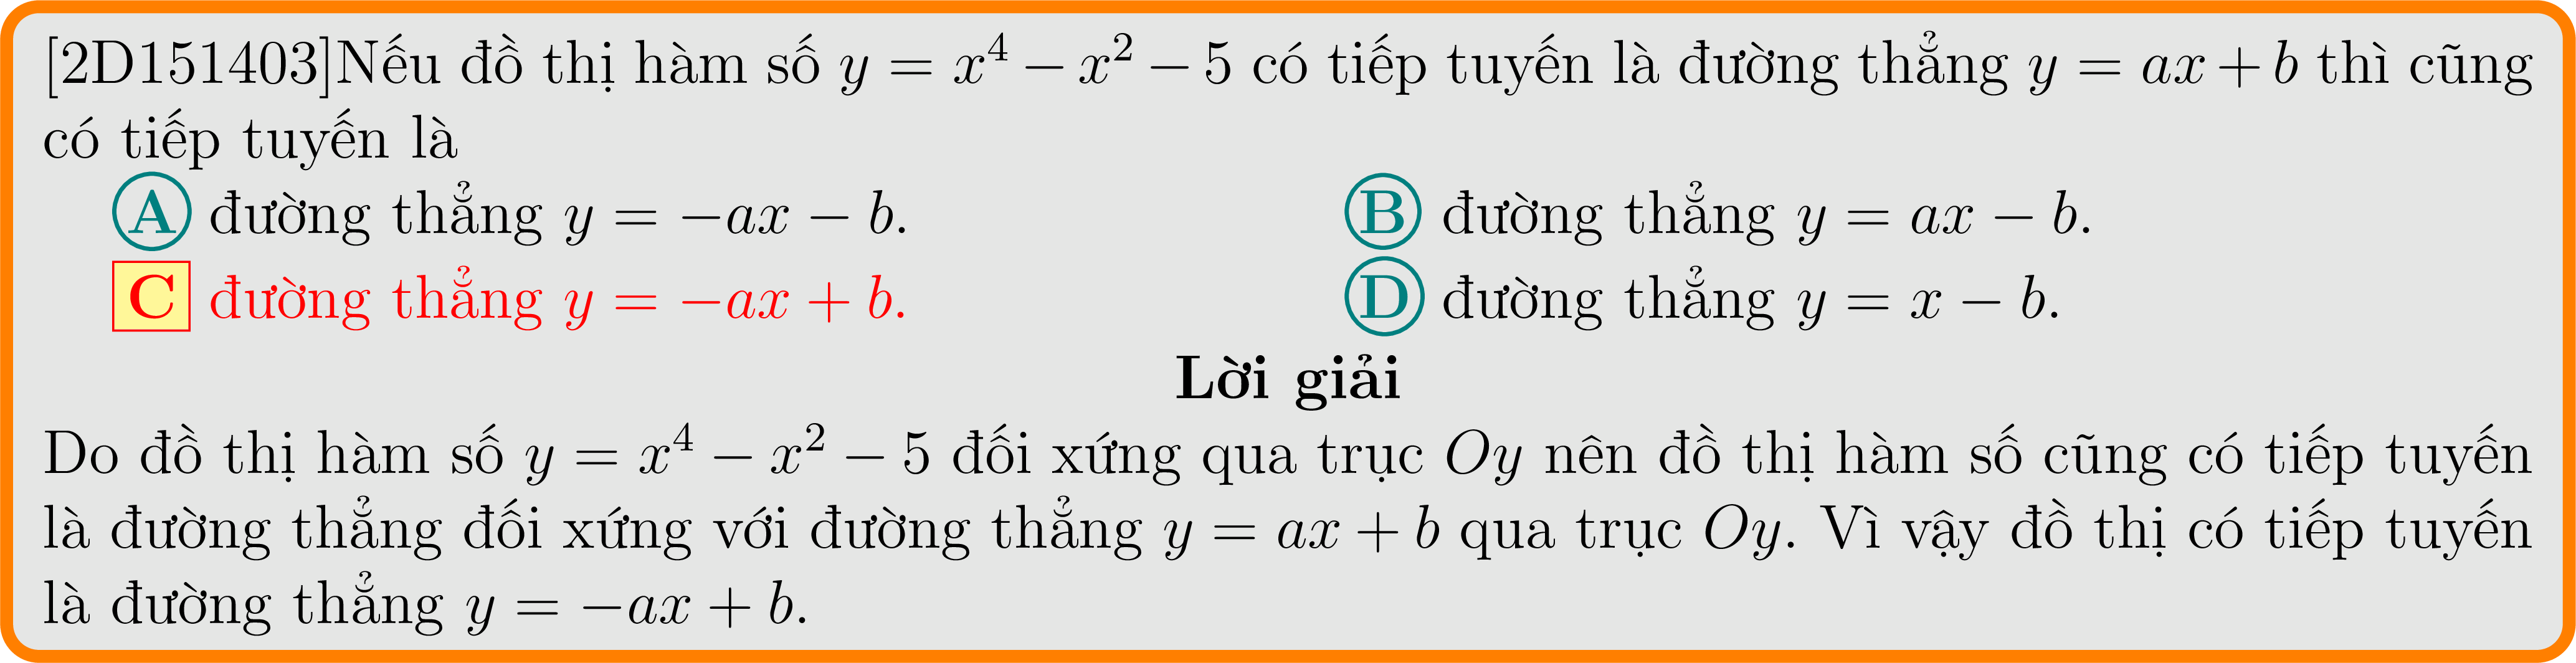 [2D151403]Nếu đồ thị hàm số y = x⁴ − x² − 5 có tiếp tuyến là đường thẳng y = ax + b thì cũng
có tiếp tuyến là
A đường thẳng y = −ax − b. B đường thẳng y = ax − b.
C đường thẳng y = −ax + b. D đường thẳng y = x − b.
Lời giải
Do đồ thị hàm số y = x⁴ − x² − 5 đối xứng qua trục Oy nên đồ thị hàm số cũng có tiếp tuyến
là đường thẳng đối xứng với đường thẳng y = ax + b qua trục Oy. Vì vậy đồ thị có tiếp tuyến
là đường thẳng y = −ax + b.